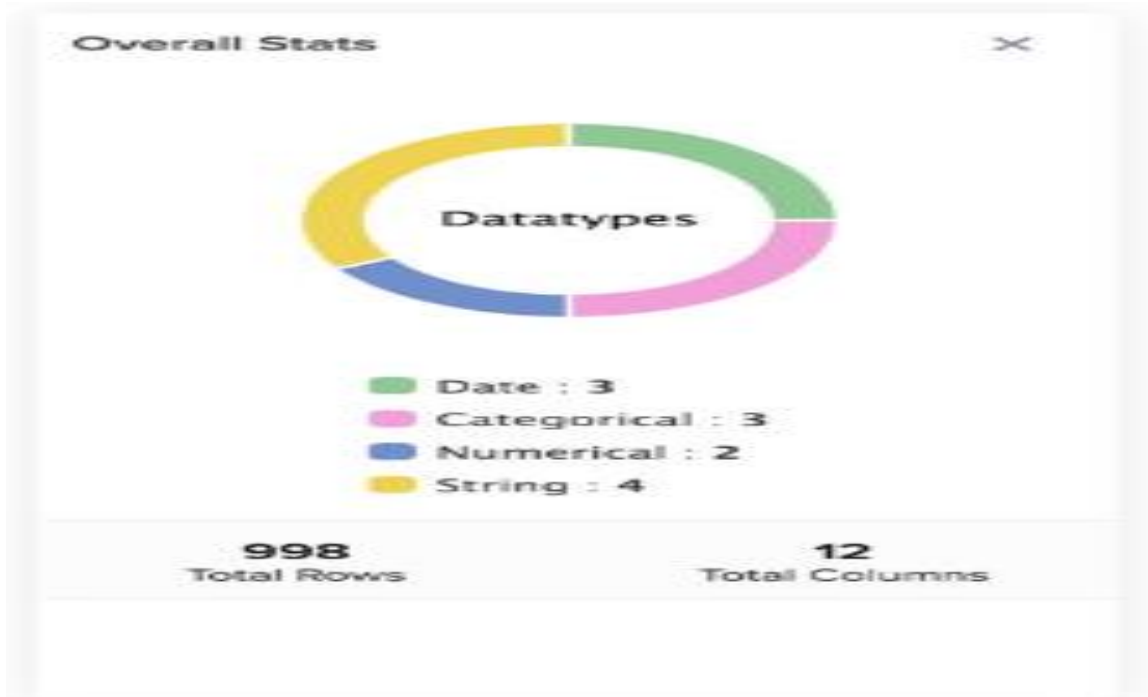 Overall Stats
Datatypes
Date : 3
Categorical : 3
Numerical : 2
String : 4
998 12
Total Rows Total Columns